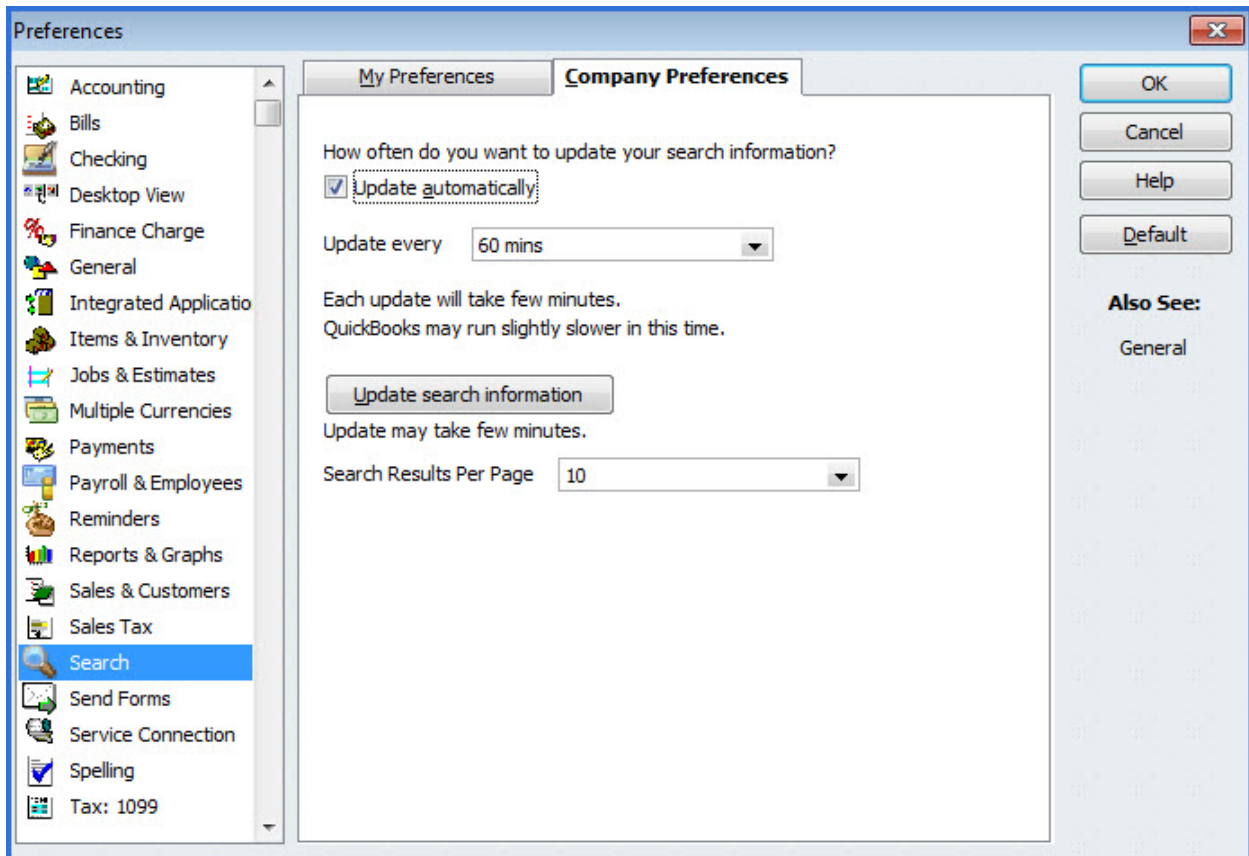 Preferences
Accounting
Bills
Checking
Desktop View
Finance Charge
General
Integrated Applicatio
Items & Inventory
Jobs & Estimates
Multiple Currencies
Payments
Payroll & Employees
Reminders
Reports & Graphs
Sales & Customers
Sales Tax
Search
Send Forms
Service Connection
Spelling
Tax: 1099
My Preferences
Company Preferences
How often do you want to update your search information?
Update automatically
Update every 60 mins
Each update will take few minutes.
QuickBooks may run slightly slower in this time.
Update search information
Update may take few minutes.
Search Results Per Page 10
OK
Cancel
Help
Default
Also See:
General